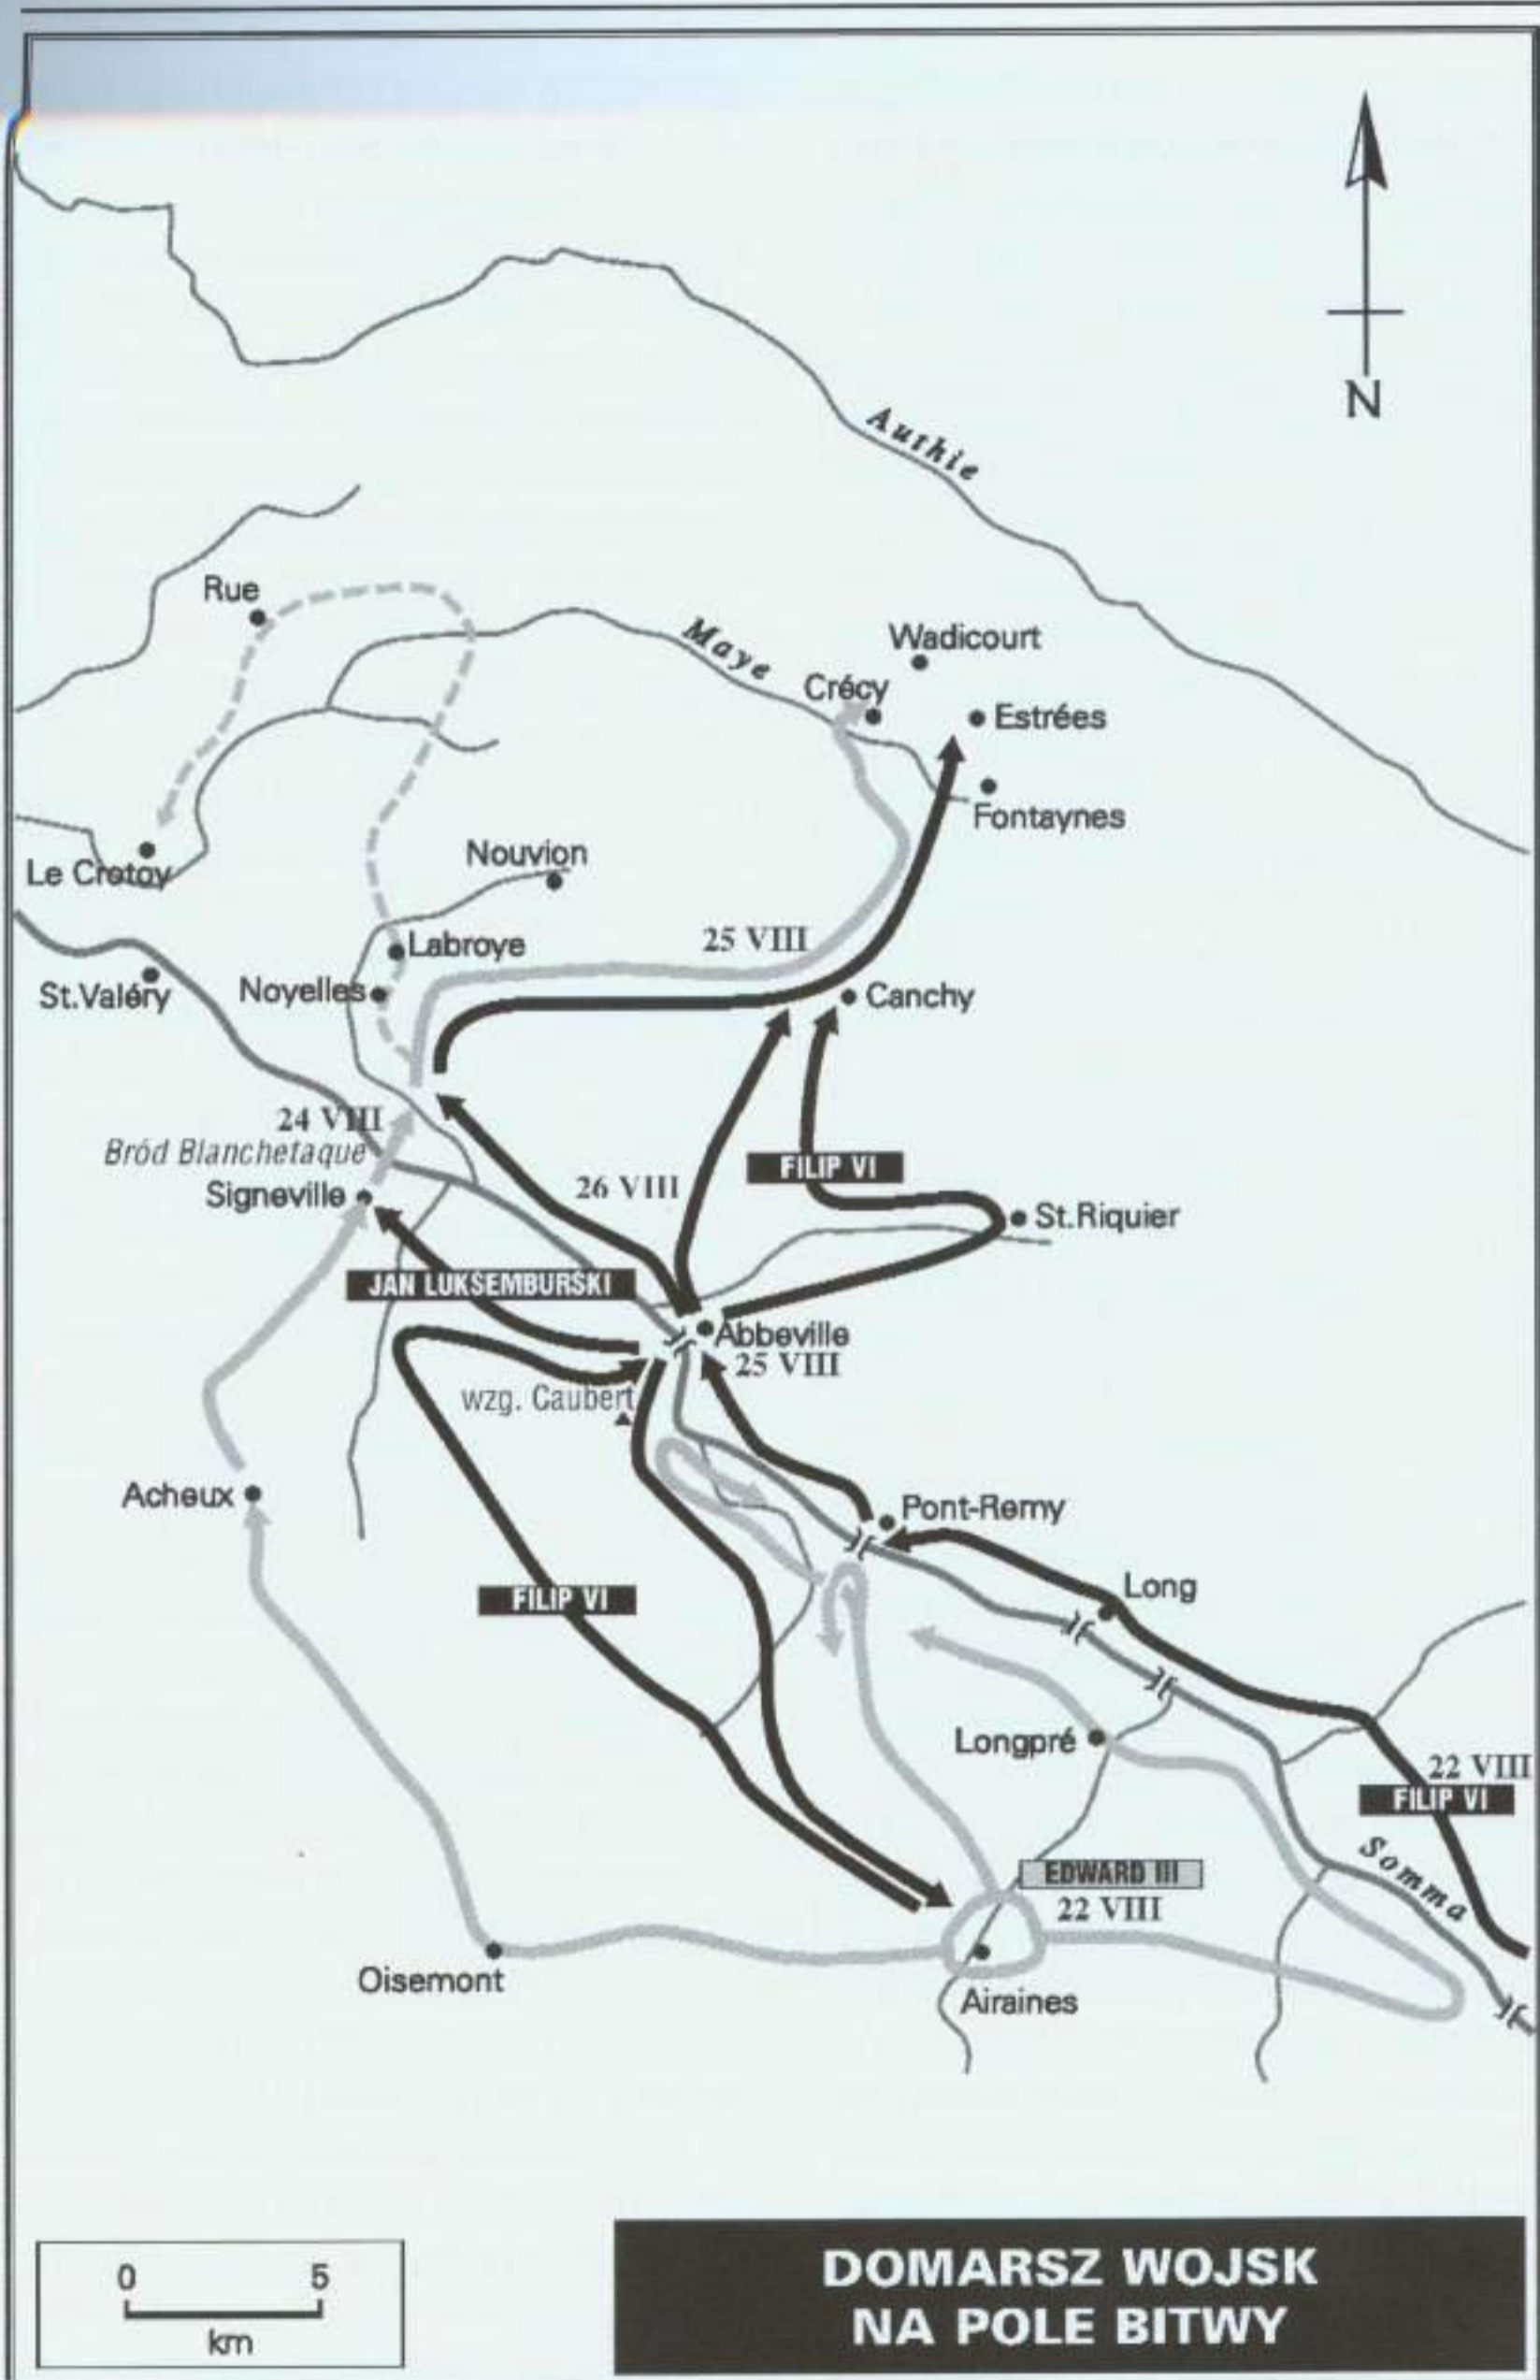 N
Authie
Rue
Maye
Wadicourt
Crécy
Estrées
Fontaynes
Le Crotoy
Nouvion
25 VIII
Labroye
St.Valéry
Noyelles
Canchy
24 VIII
Bród Blanchetaque
FILIP VI
26 VIII
Signeville
St.Riquier
JAN LUKSEMBURSKI
Abbeville
25 VIII
wzg. Caubert
Acheux
Pont-Remy
Long
FILIP VI
Longpré
22 VIII
FILIP VI
Somma
EDWARD III
22 VIII
Oisemont
Airaines
0 5
km
DOMARSZ WOJSK
NA POLE BITWY